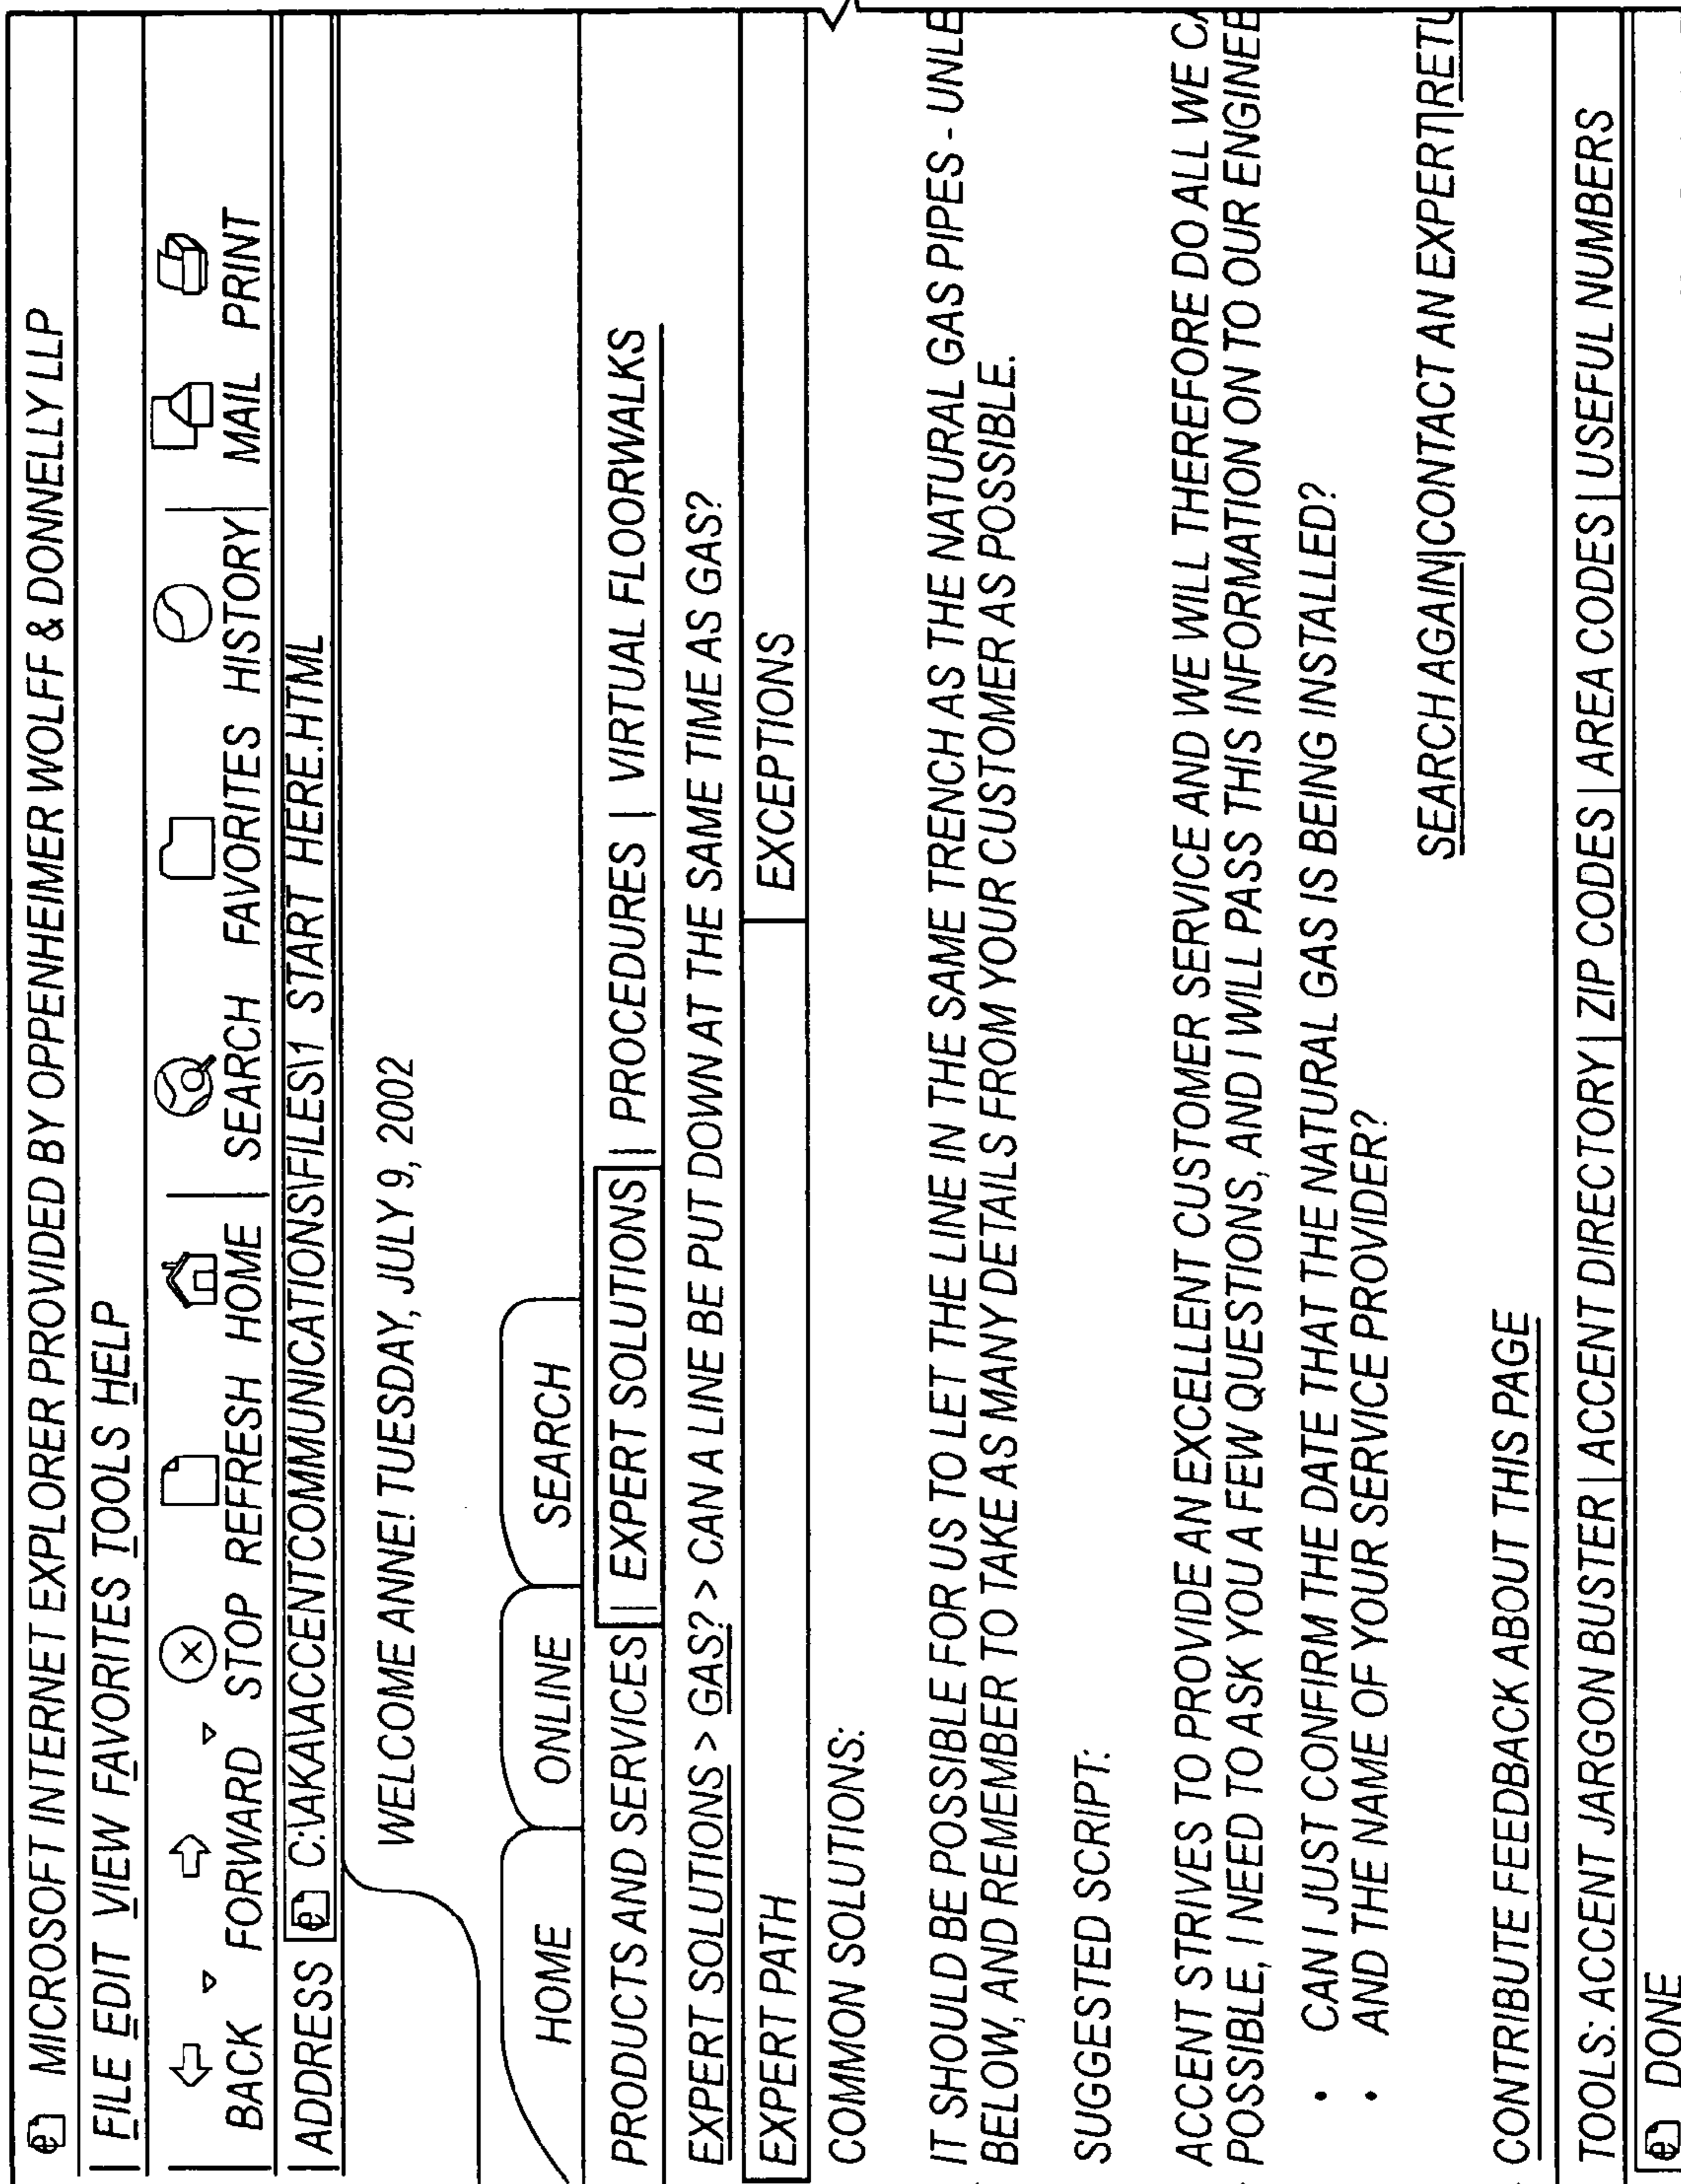 MICROSOFT INTERNET EXPLORER PROVIDED BY OPPENHEIMER WOLFF & DONNELLY LLP
FILE EDIT VIEW FAVORITES TOOLS HELP
BACK FORWARD STOP REFRESH HOME | SEARCH FAVORITES HISTORY | MAIL PRINT
ADDRESS C:\AKA\ACCENTCOMMUNICATIONS\FILES\1 START HERE.HTML
WELCOME ANNE! TUESDAY, JULY 9, 2002
HOME ONLINE SEARCH
PRODUCTS AND SERVICES | EXPERT SOLUTIONS | PROCEDURES | VIRTUAL FLOORWALKS
EXPERT SOLUTIONS > GAS? > CAN A LINE BE PUT DOWN AT THE SAME TIME AS GAS?
EXPERT PATH EXCEPTIONS
COMMON SOLUTIONS:
IT SHOULD BE POSSIBLE FOR US TO LET THE LINE IN THE SAME TRENCH AS THE NATURAL GAS PIPES - UNLE
BELOW, AND REMEMBER TO TAKE AS MANY DETAILS FROM YOUR CUSTOMER AS POSSIBLE.
SUGGESTED SCRIPT:
ACCENT STRIVES TO PROVIDE AN EXCELLENT CUSTOMER SERVICE AND WE WILL THEREFORE DO ALL WE CA
POSSIBLE, I NEED TO ASK YOU A FEW QUESTIONS, AND I WILL PASS THIS INFORMATION ON TO OUR ENGINEE
• CAN I JUST CONFIRM THE DATE THAT THE NATURAL GAS IS BEING INSTALLED?
• AND THE NAME OF YOUR SERVICE PROVIDER?
SEARCH AGAIN|CONTACT AN EXPERT|RETU
CONTRIBUTE FEEDBACK ABOUT THIS PAGE
TOOLS: ACCENT JARGON BUSTER | ACCENT DIRECTORY | ZIP CODES | AREA CODES | USEFUL NUMBERS
DONE